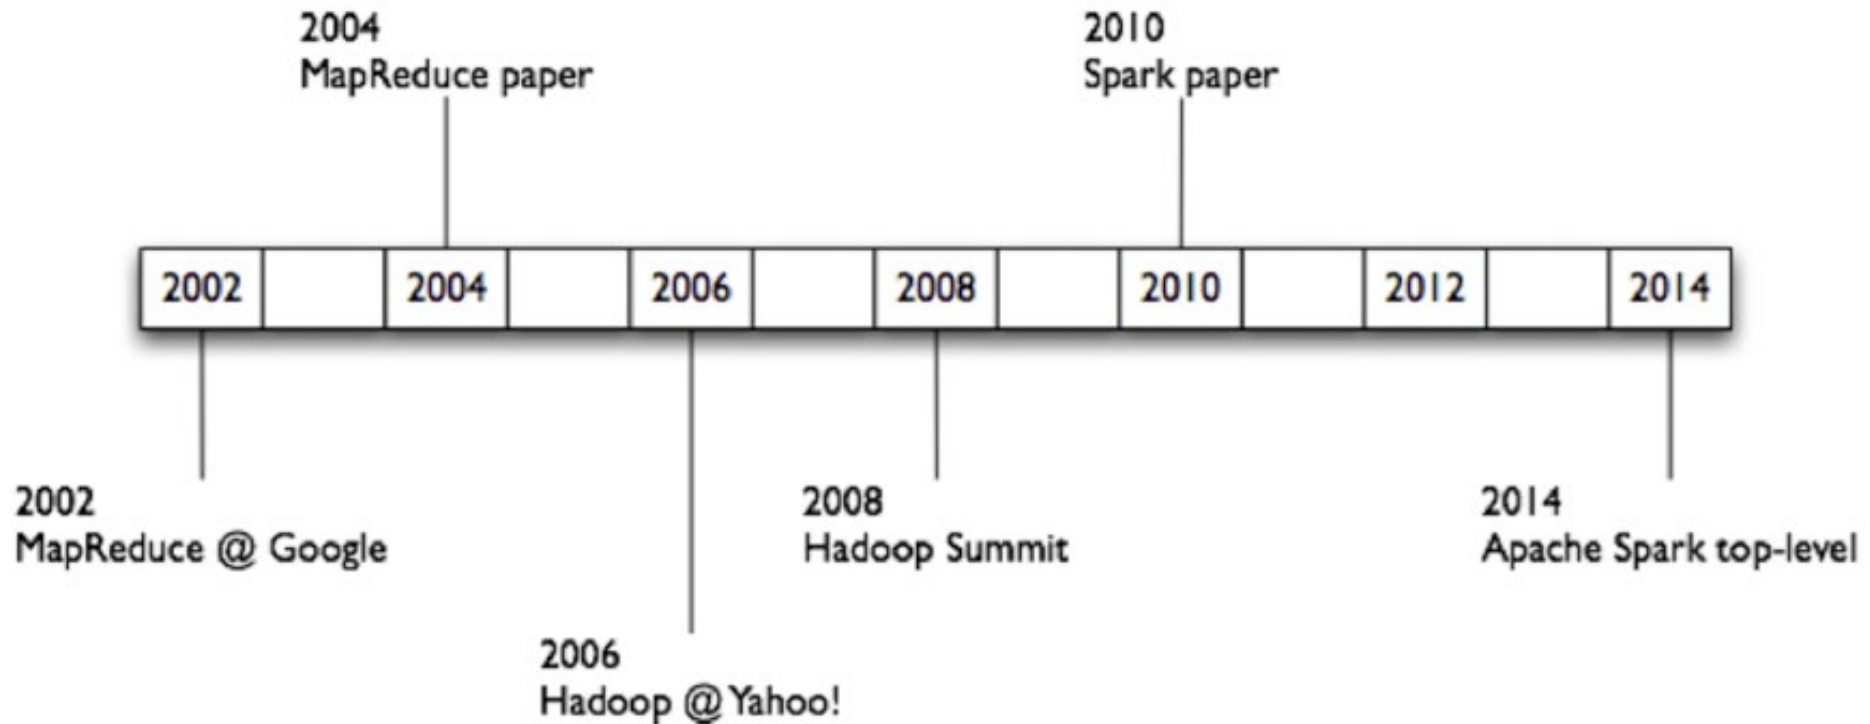 2004
MapReduce paper
2010
Spark paper
2002
2004
2006
2008
2010
2012
2014
2002
MapReduce @ Google
2008
Hadoop Summit
2014
Apache Spark top-level
2006
Hadoop @ Yahoo!